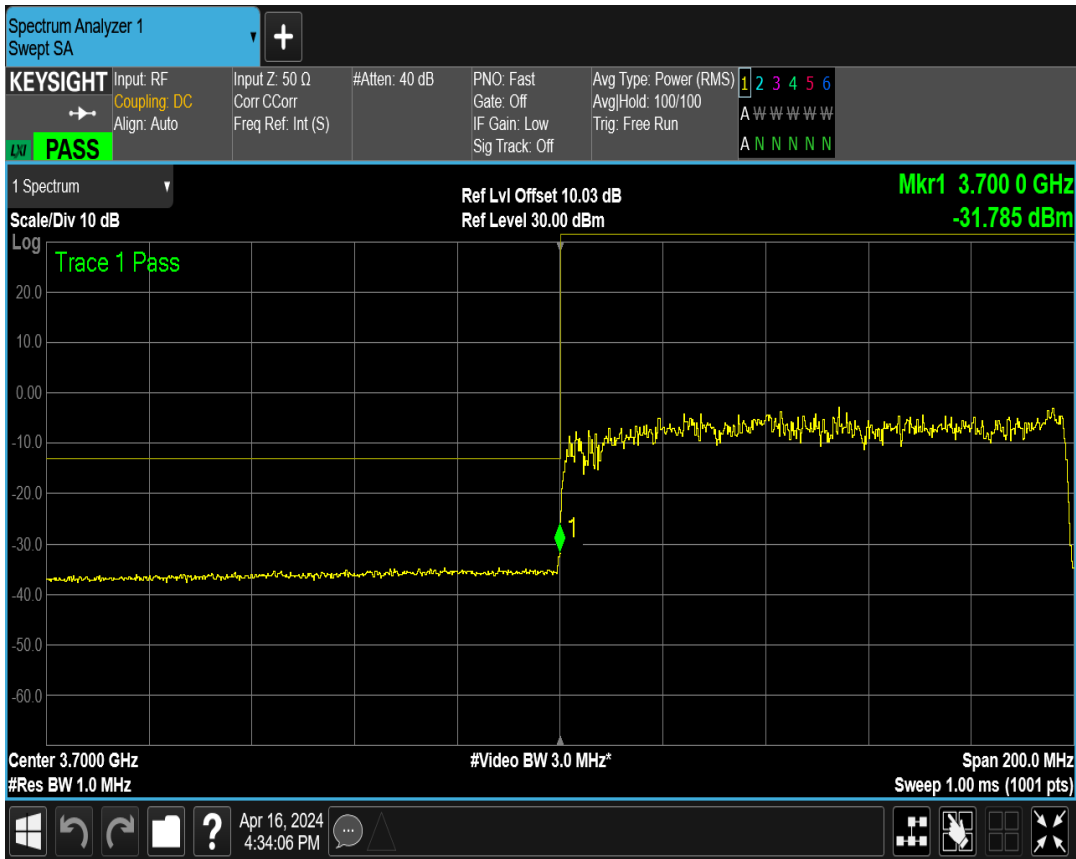 Spectrum Analyzer 1
Swept SA
+
KEYSIGHT
LXI PASS
Input: RF
Coupling: DC
Align: Auto
Input Z: 50 Ω
Corr CCorr
Freq Ref: Int (S)
#Atten: 40 dB
PNO: Fast
Gate: Off
IF Gain: Low
Sig Track: Off
Avg Type: Power (RMS)
Avg|Hold: 100/100
Trig: Free Run
1 2 3 4 5 6
A W W W W W
A N N N N N
1 Spectrum
Scale/Div 10 dB
Ref Lvl Offset 10.03 dB
Ref Level 30.00 dBm
Mkr1 3.700 0 GHz
-31.785 dBm
Log
Trace 1 Pass
20.0
10.0
0.00
-10.0
-20.0
1
-30.0
-40.0
-50.0
-60.0
Center 3.7000 GHz
#Video BW 3.0 MHz*
Span 200.0 MHz
#Res BW 1.0 MHz
Sweep 1.00 ms (1001 pts)
?
Apr 16, 2024
4:34:06 PM